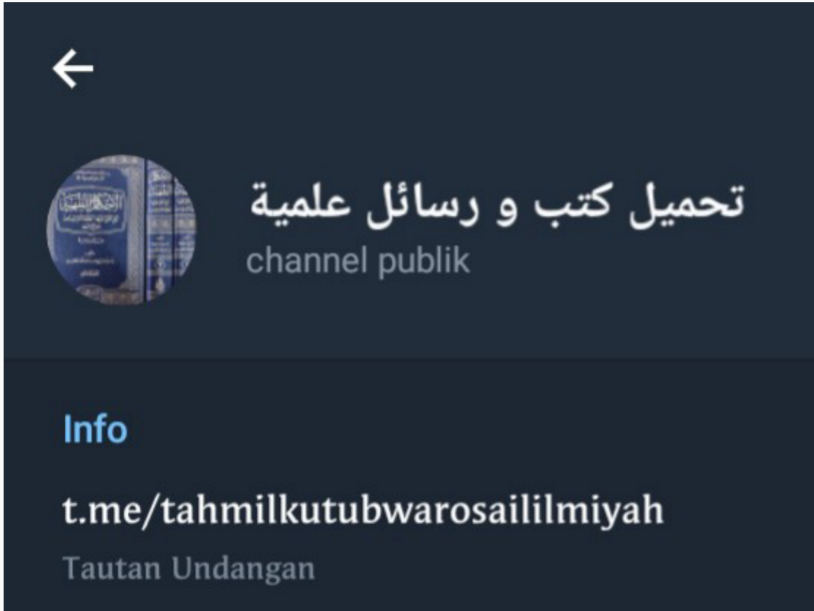 تحميل كتب و رسائل علمية
channel publik
Info
t.me/tahmilkutubwarosaililmiyah
Tautan Undangan